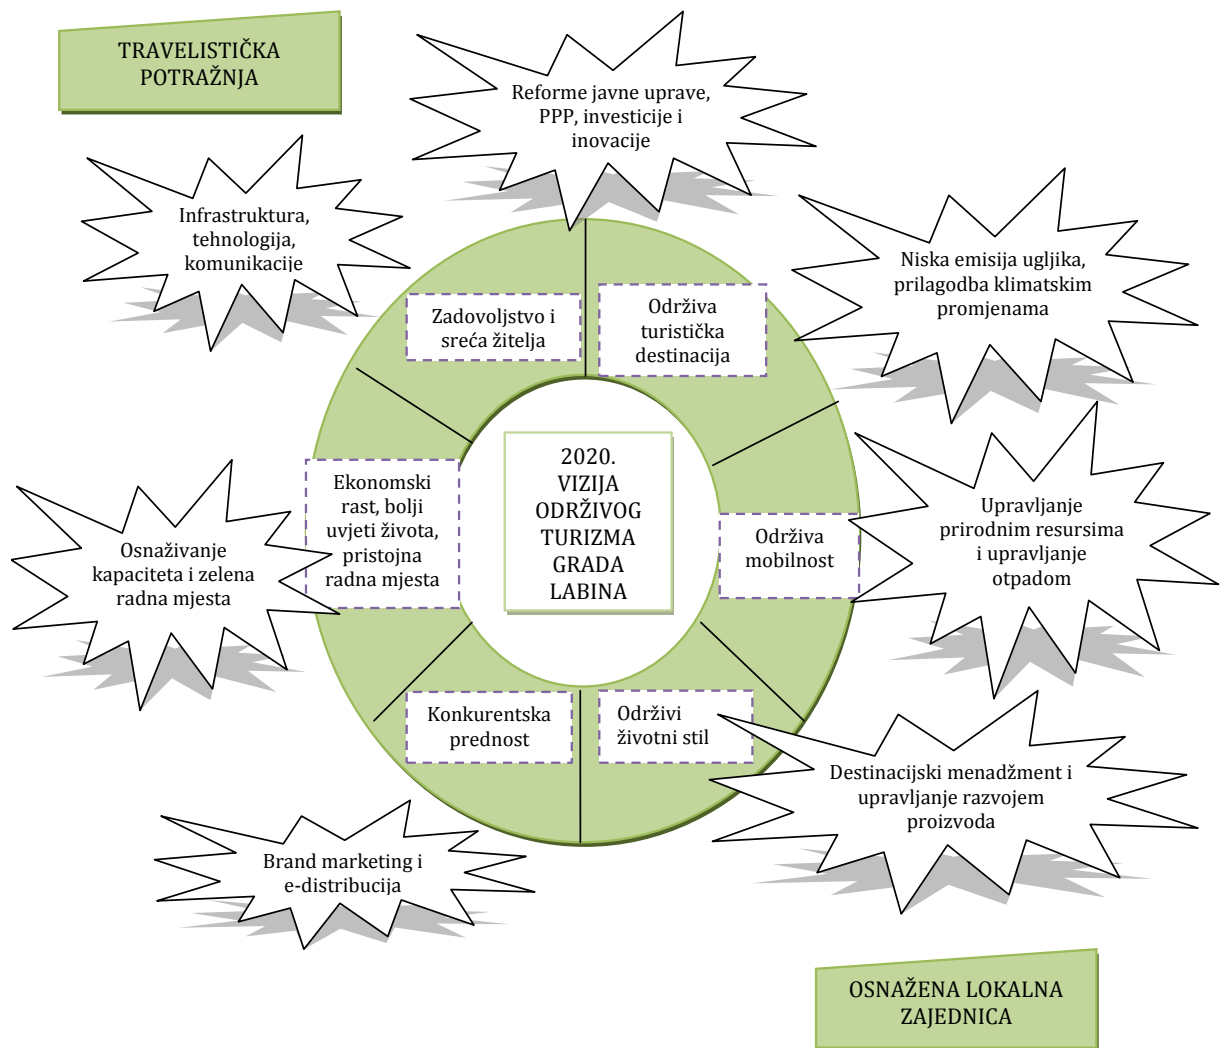 TRAVELISTIČKA
POTRAŽNJA
Reforme javne uprave,
PPP, investicije i
inovacije
Infrastruktura,
tehnologija,
komunikacije
Niska emisija ugljika,
prilagodba klimatskim
promjenama
Zadovoljstvo i
sreća žitelja
Održiva
turistička
destinacija
2020.
VIZIJA
ODRŽIVOG
TURIZMA
GRADA
LABINA
Ekonomski
rast, bolji
uvjeti života,
pristojna
radna mjesta
Održiva
mobilnost
Upravljanje
prirodnim resursima
i upravljanje
otpadom
Osnaživanje
kapaciteta i zelena
radna mjesta
Konkurentska
prednost
Održivi
životni stil
Destinacijski menadžment i
upravljanje razvojem
proizvoda
Brand marketing i
e-distribucija
OSNAŽENA LOKALNA
ZAJEDNICA